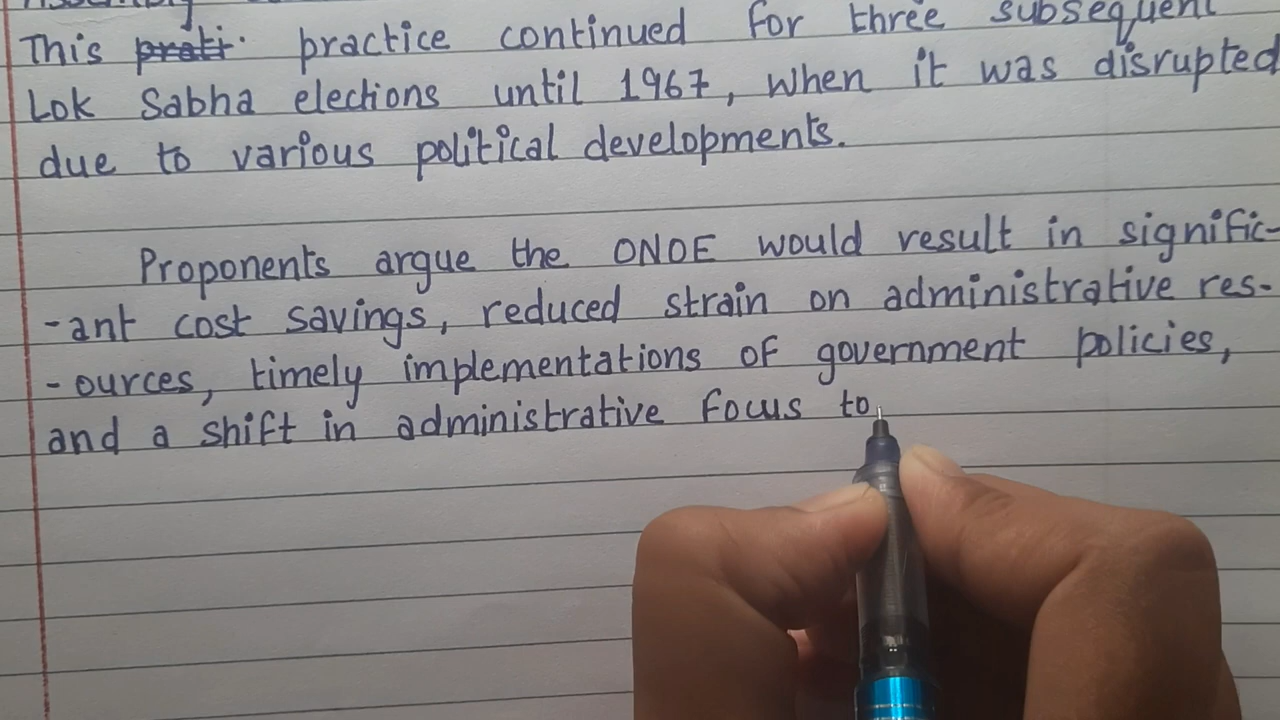 This prati. practice continued for three subsequent
Lok Sabha elections until 1967, when it was disrupted
due to various political developments.
Proponents argue the ONOE would result in signific-
-ant cost savings, reduced strain on administrative res-
-ources, timely implementations of government policies,
and a shift in administrative focus to